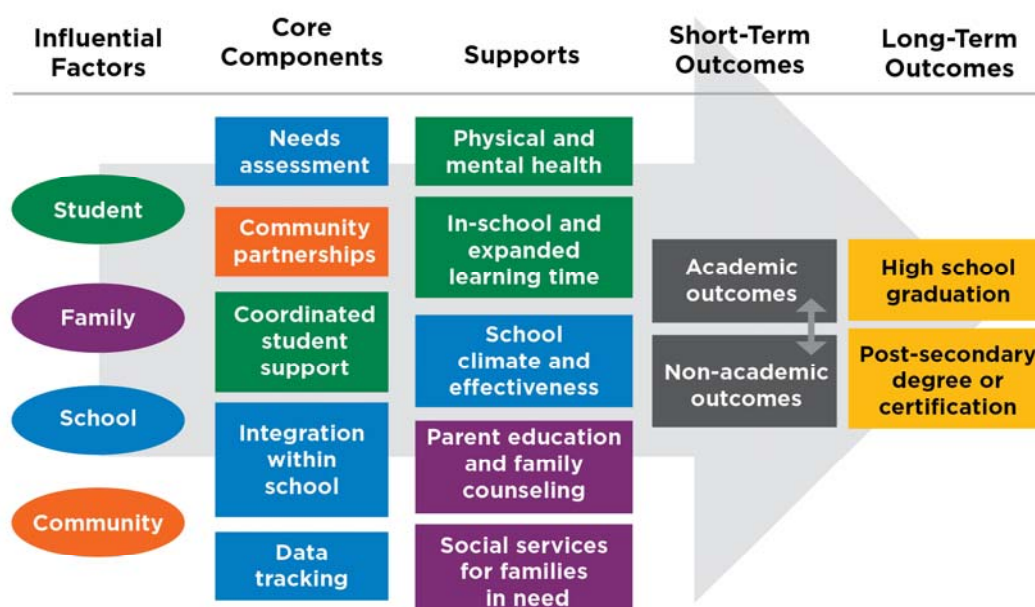 Influential
Factors
Core
Components
Supports
Short-Term
Outcomes
Long-Term
Outcomes
Student
Family
School
Community
Needs
assessment
Community
partnerships
Coordinated
student
support
Integration
within
school
Data
tracking
Physical and
mental health
In-school and
expanded
learning time
School
climate and
effectiveness
Parent education
and family
counseling
Social services
for families
in need
Academic
outcomes
Non-academic
outcomes
High school
graduation
Post-secondary
degree or
certification